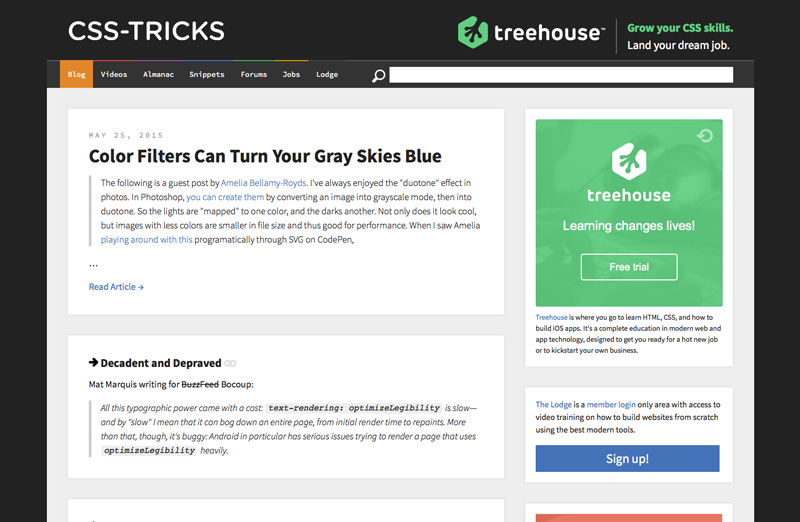 CSS-TRICKS
treehouse™
Grow your CSS skills.
Land your dream job.
Blog Videos Almanac Snippets Forums Jobs Lodge
MAY 25, 2015
Color Filters Can Turn Your Gray Skies Blue
The following is a guest post by Amelia Bellamy-Royds. I've always enjoyed the "duotone" effect in
photos. In Photoshop, you can create them by converting an image into grayscale mode, then into
duotone. So the lights are "mapped" to one color, and the darks another. Not only does it look cool,
but images with less colors are smaller in file size and thus good for performance. When I saw Amelia
playing around with this programatically through SVG on CodePen,
...
Read Article →
➔ Decadent and Depraved
Mat Marquis writing for BuzzFeed Bocoup:
All this typographic power came with a cost: text-rendering: optimizeLegibility is slow—
and by "slow" I mean that it can bog down an entire page, from initial render time to repaints. More
than that, though, it's buggy: Android in particular has serious issues trying to render a page that uses
optimizeLegibility heavily.
treehouse
Learning changes lives!
Free trial
Treehouse is where you go to learn HTML, CSS, and how to
build iOS apps. It's a complete education in modern web and
app technology, designed to get you ready for a hot new job
or to kickstart your own business.
The Lodge is a member login only area with access to
video training on how to build websites from scratch
using the best modern tools.
Sign up!